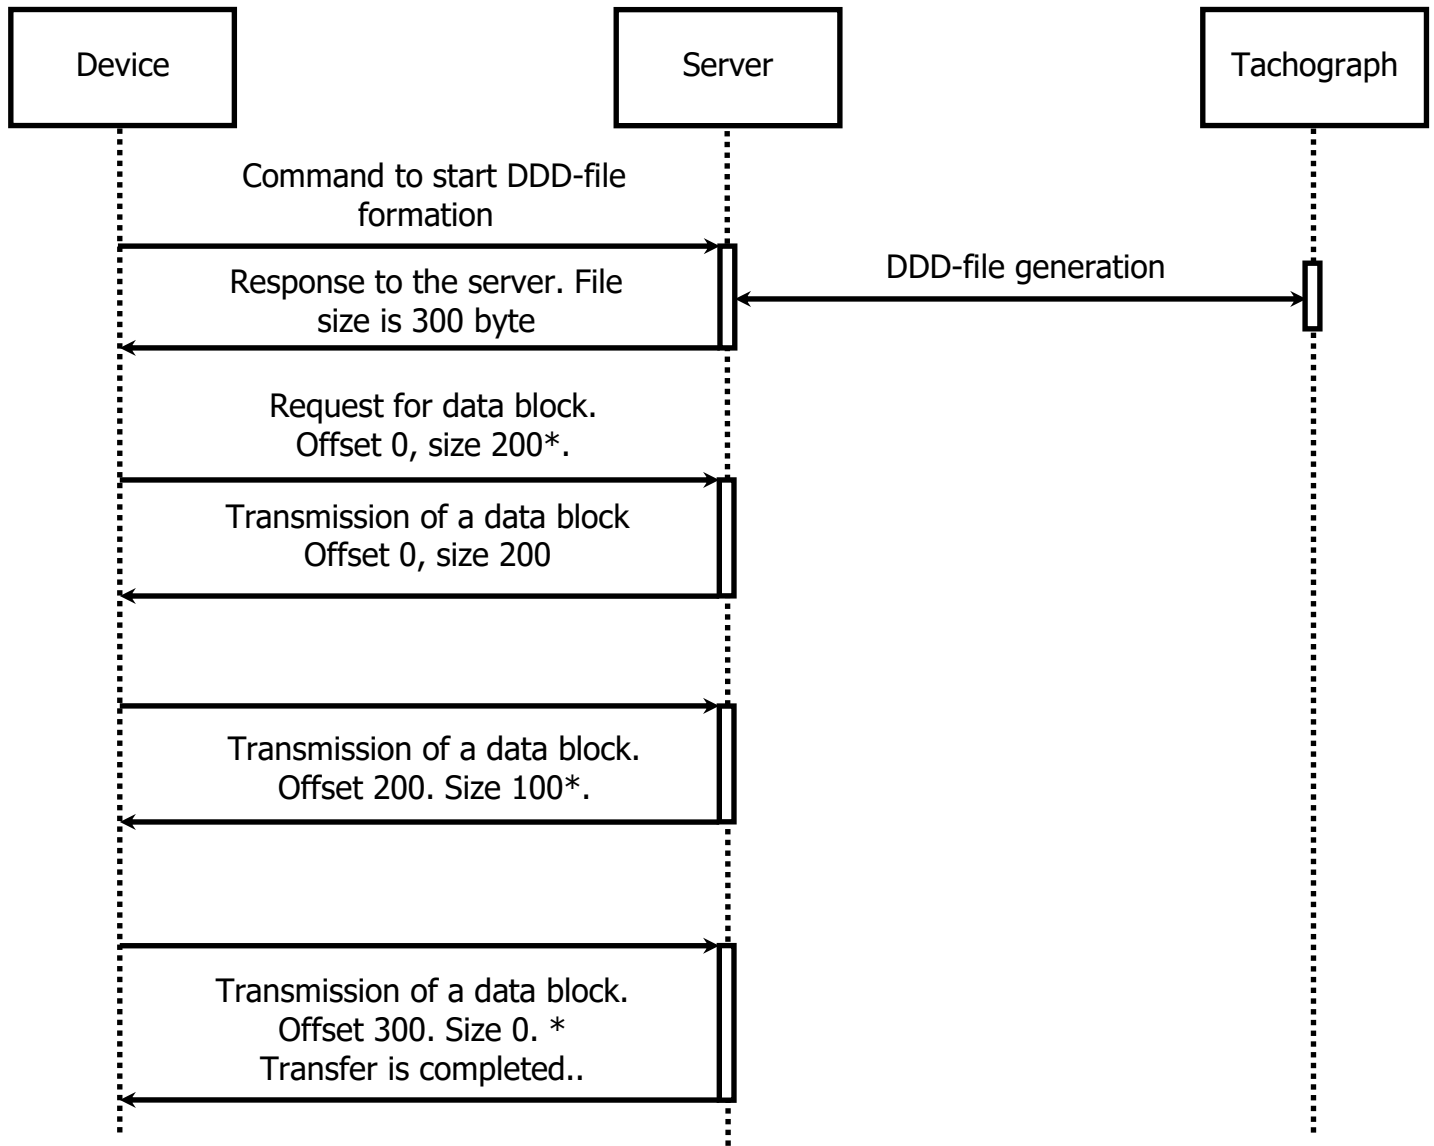 Device
Server
Tachograph
Command to start DDD-file
formation
DDD-file generation
Response to the server. File
size is 300 byte
Request for data block.
Offset 0, size 200*.
Transmission of a data block
Offset 0, size 200
Transmission of a data block.
Offset 200. Size 100*.
Transmission of a data block.
Offset 300. Size 0. *
Transfer is completed..